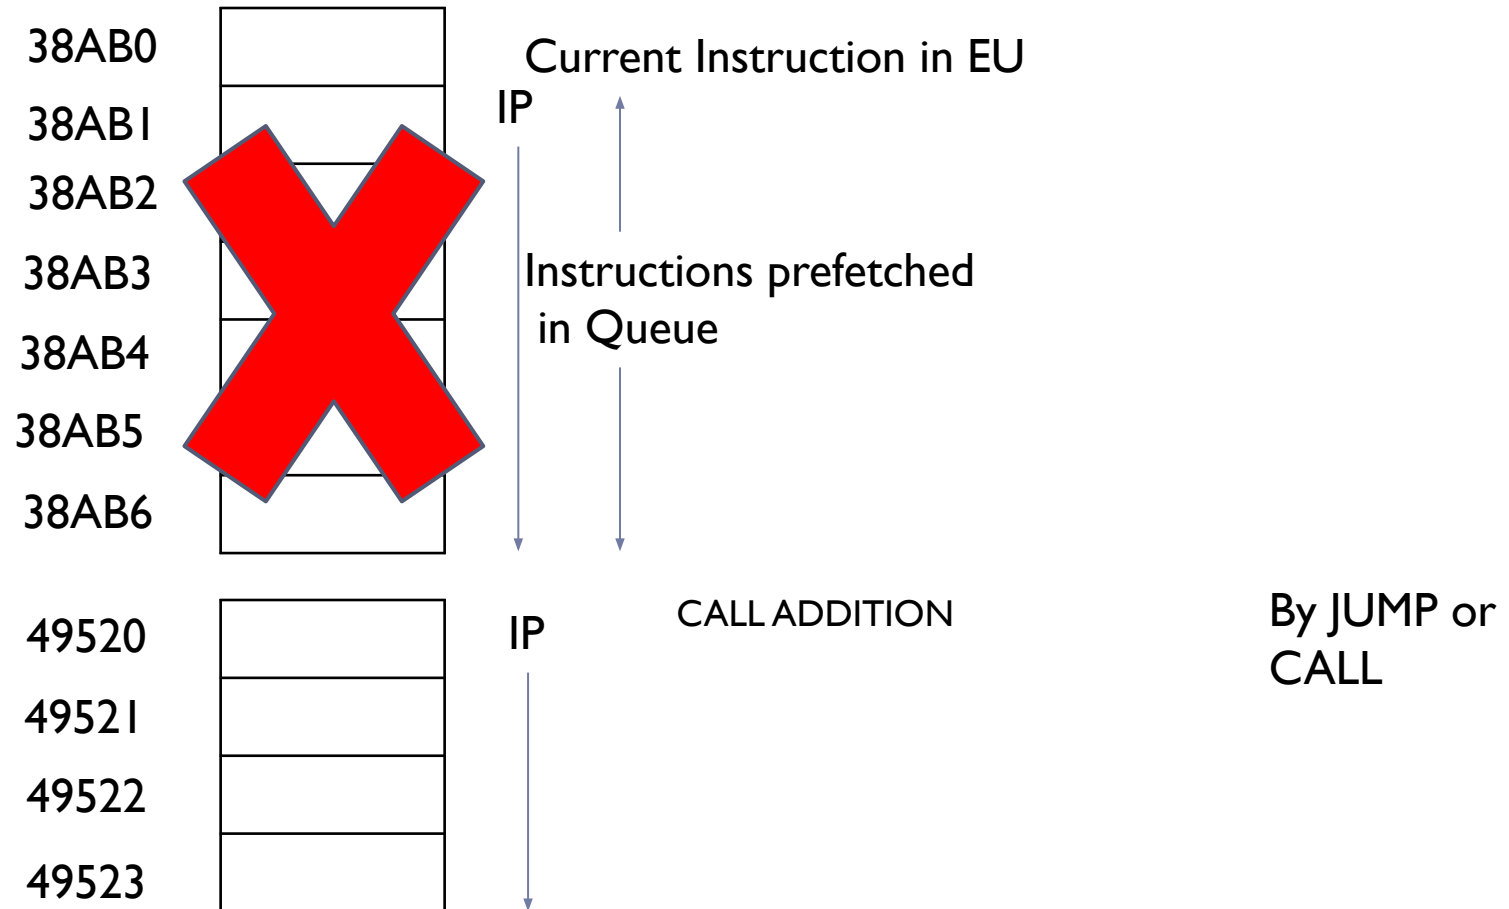 38AB0
Current Instruction in EU
38AB1
IP
38AB2
38AB3
Instructions prefetched
in Queue
38AB4
38AB5
38AB6
49520
IP
CALL ADDITION
By JUMP or
CALL
49521
49522
49523